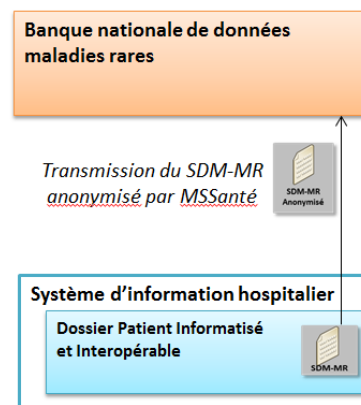 Banque nationale de données
maladies rares
Transmission du SDM-MR
anonymisé par MSSanté
SDM-MR
Anonymisé
Système d'information hospitalier
Dossier Patient Informatisé
et Interopérable
SDM-MR